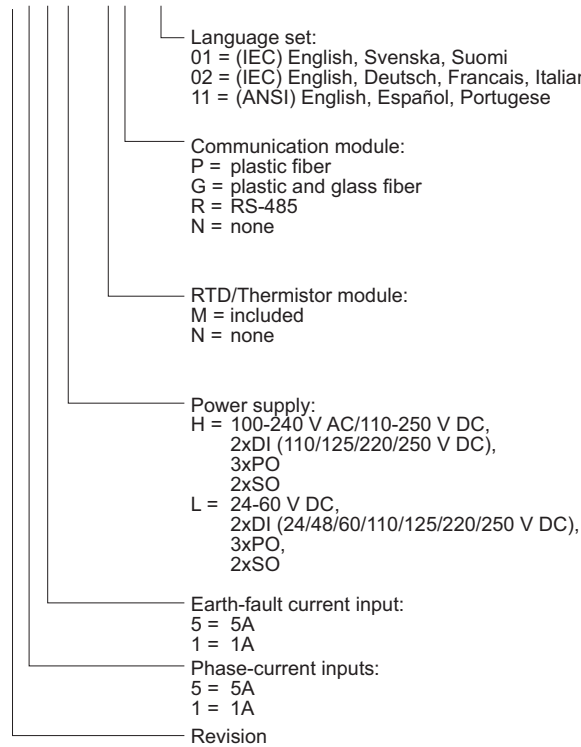 Language set:
01 = (IEC) English, Svenska, Suomi
02 = (IEC) English, Deutsch, Francais, Italian
11 = (ANSI) English, Español, Portugese
Communication module:
P = plastic fiber
G = plastic and glass fiber
R = RS-485
N = none
RTD/Thermistor module:
M = included
N = none
Power supply:
H = 100-240 V AC/110-250 V DC,
2xDI (110/125/220/250 V DC),
3xPO
2xSO
L = 24-60 V DC,
2xDI (24/48/60/110/125/220/250 V DC),
3xPO,
2xSO
Earth-fault current input:
5 = 5A
1 = 1A
Phase-current inputs:
5 = 5A
1 = 1A
Revision